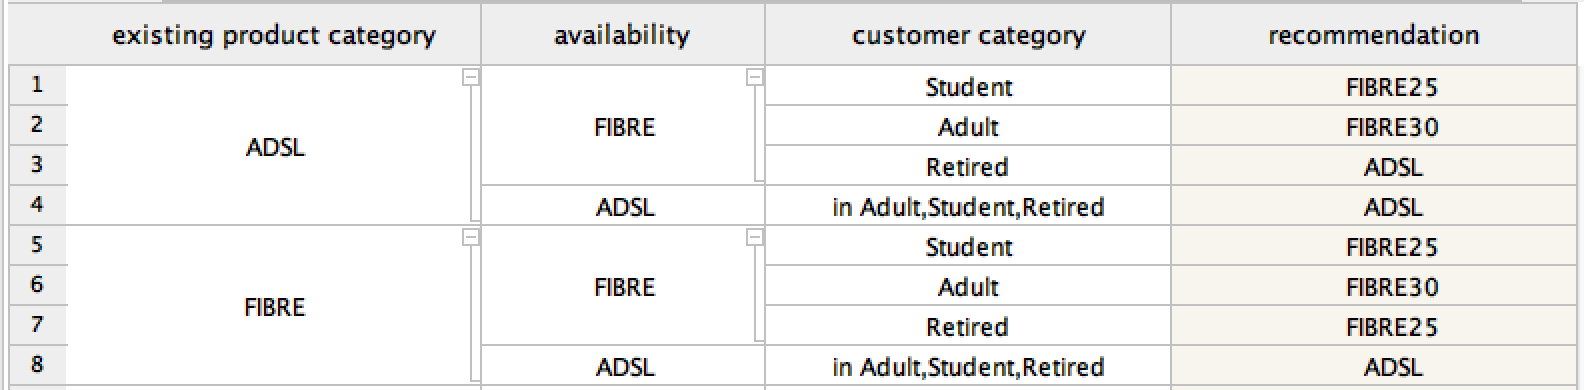 existing product category availability customer category recommendation
1 ADSL FIBRE Student FIBRE25
2 Adult FIBRE30
3 Retired ADSL
4 ADSL in Adult,Student,Retired ADSL
5 FIBRE FIBRE Student FIBRE25
6 Adult FIBRE30
7 Retired FIBRE25
8 ADSL in Adult,Student,Retired ADSL